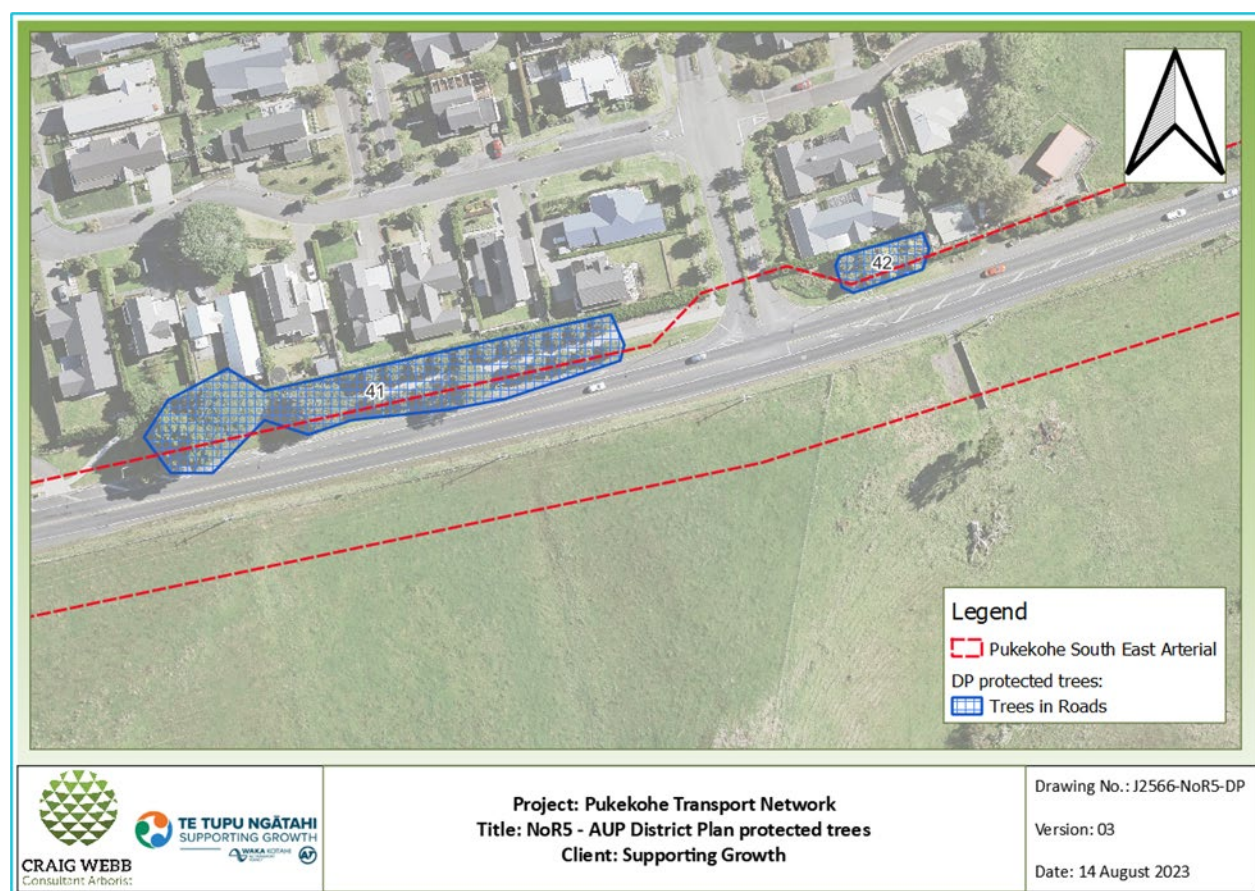 42
41
Legend
Pukekohe South East Arterial
DP protected trees:
Trees in Roads
CRAIG WEBB
Consultant Arborist
TE TUPU NGĀTAHI
SUPPORTING GROWTH
WAKA KOTAHI
AT
Project: Pukekohe Transport Network
Title: NoR5 - AUP District Plan protected trees
Client: Supporting Growth
Drawing No.: J2566-NoR5-DP
Version: 03
Date: 14 August 2023